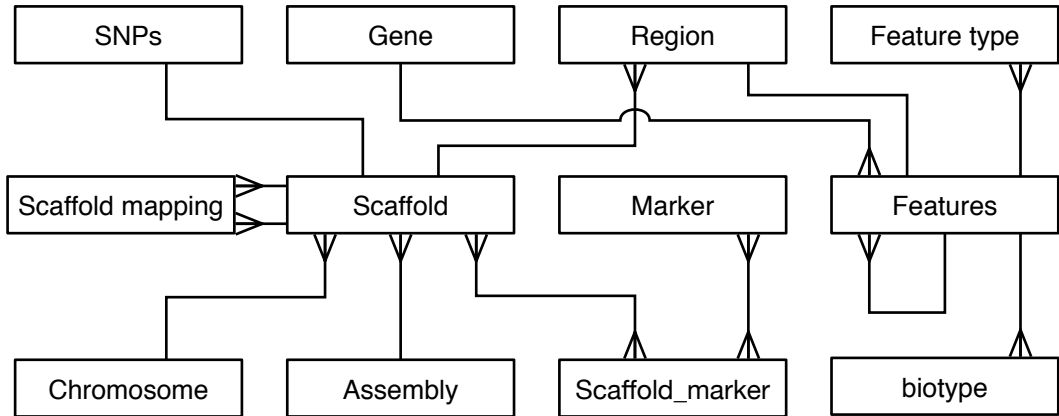 SNPs
Gene
Region
Feature type
Scaffold mapping
Scaffold
Marker
Features
Chromosome
Assembly
Scaffold_marker
biotype